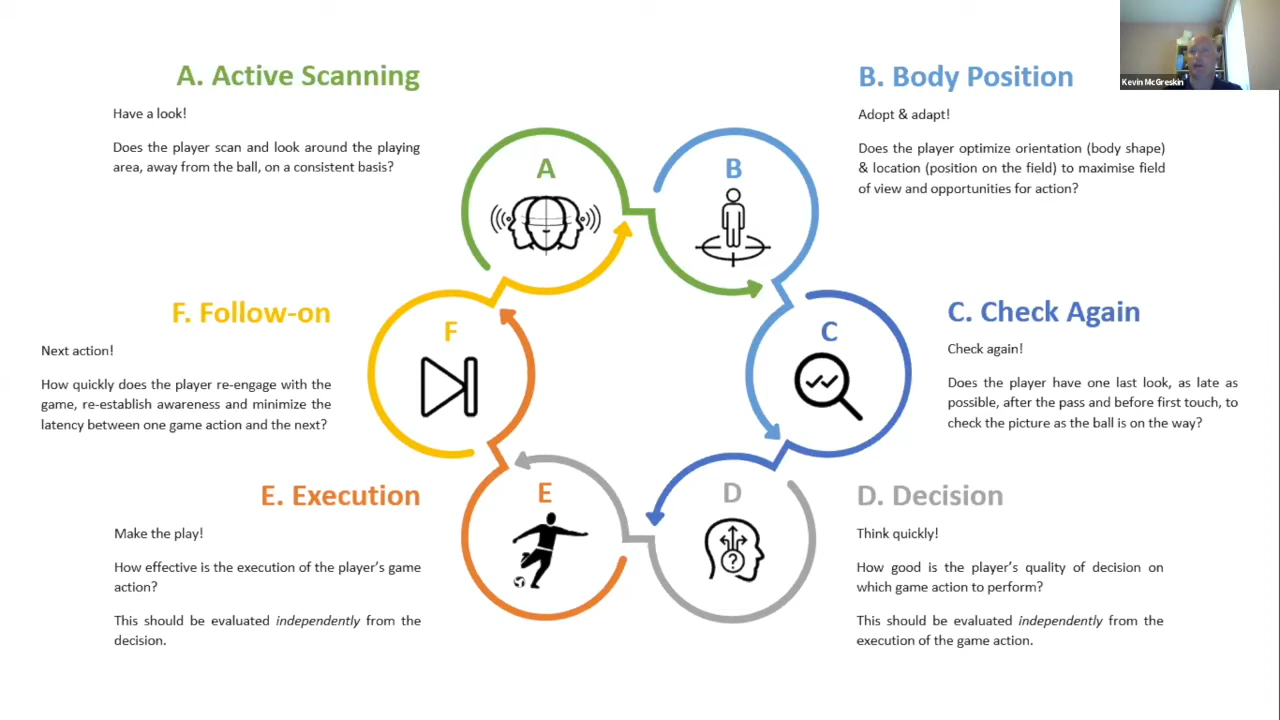 A. Active Scanning
Have a look!
Does the player scan and look around the playing
area, away from the ball, on a consistent basis?
B. Body Position
Adopt & adapt!
Does the player optimize orientation (body shape)
& location (position on the field) to maximise field
of view and opportunities for action?
Kevin McGreskin
A
B
F. Follow-on
Next action!
How quickly does the player re-engage with the
game, re-establish awareness and minimize the
latency between one game action and the next?
F
C
C. Check Again
Check again!
Does the player have one last look, as late as
possible, after the pass and before first touch, to
check the picture as the ball is on the way?
E. Execution
Make the play!
How effective is the execution of the player's game
action?
This should be evaluated independently from the
decision.
E
D
?
D. Decision
Think quickly!
How good is the player's quality of decision on
which game action to perform?
This should be evaluated independently from the
execution of the game action.